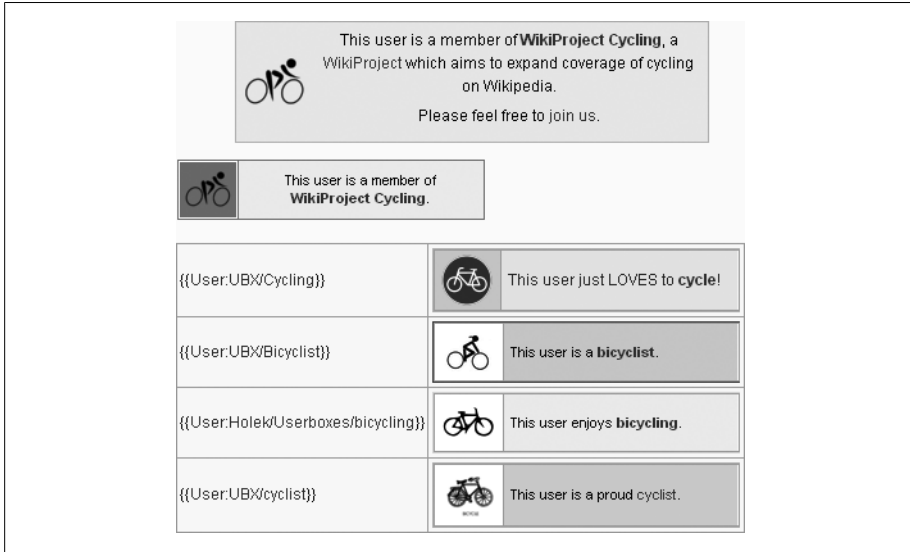 This user is a member of WikiProject Cycling, a
WikiProject which aims to expand coverage of cycling
on Wikipedia.
Please feel free to join us.
This user is a member of
WikiProject Cycling.
{{User:UBX/Cycling}}
This user just LOVES to cycle!
{{User:UBX/Bicyclist}}
This user is a bicyclist.
{{User:Holek/Userboxes/bicycling}}
This user enjoys bicycling.
{{User:UBX/cyclist}}
BICYCLE
This user is a proud cyclist.